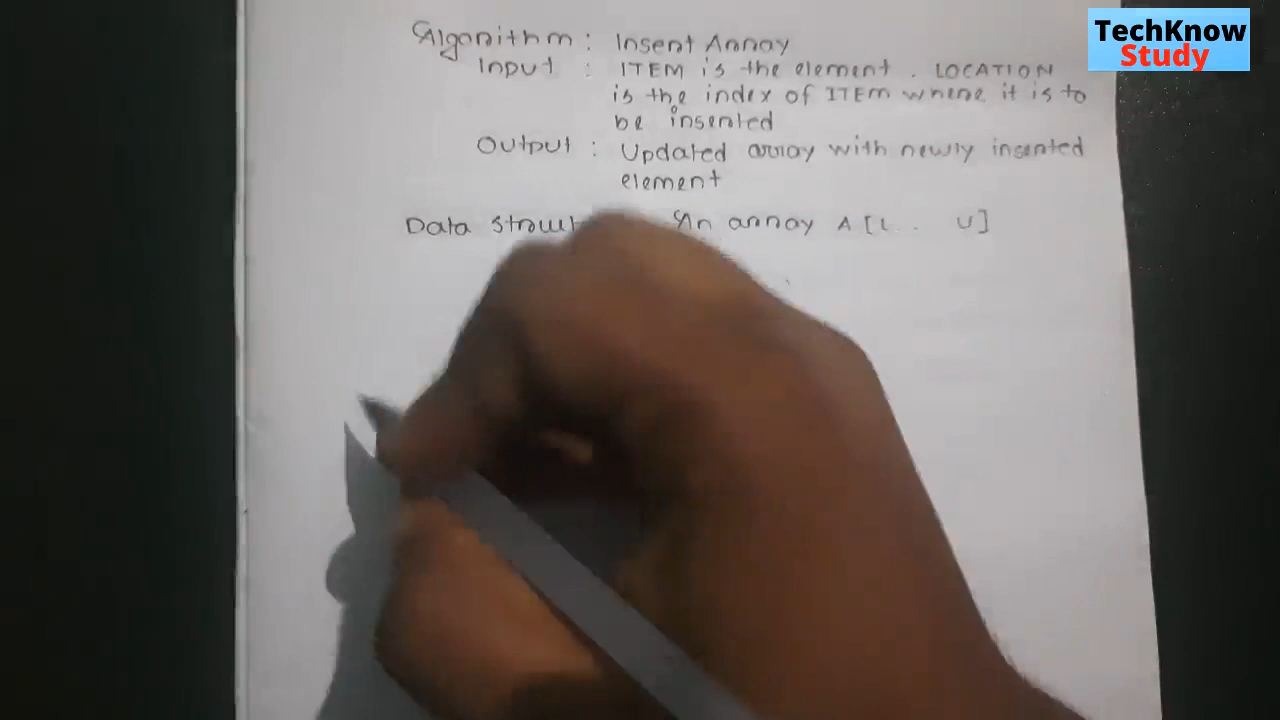 TechKnow
Study
Algorithm : Insert Array
Input : ITEM is the element . LOCATION
is the index of ITEM where it is to
be inserted
Output : Updated array with newly inserted
element
Data An array A [L .. U]